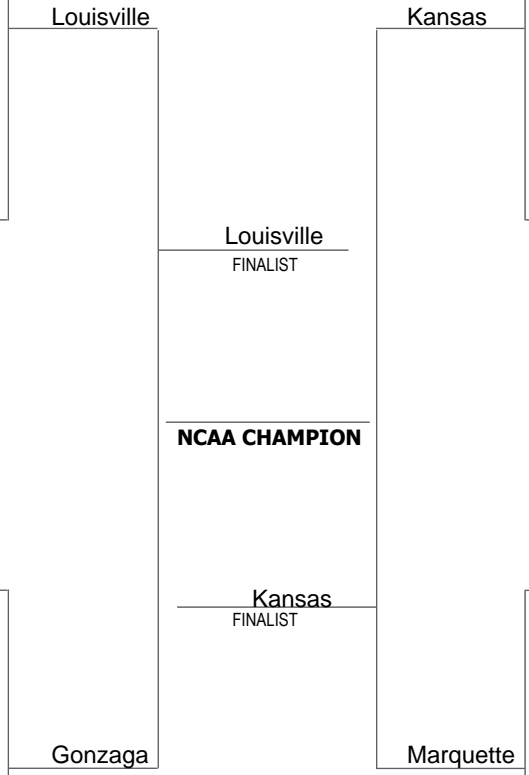 Louisville
Kansas
Louisville
FINALIST
NCAA CHAMPION
Kansas
FINALIST
Gonzaga
Marquette